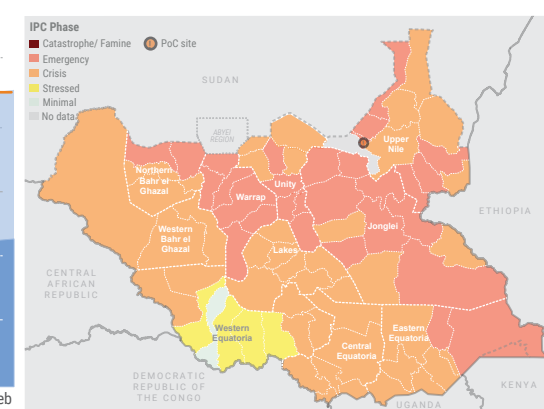 IPC Phase
Catastrophe/ Famine
PoC site
Emergency
Crisis
Stressed
Minimal
No data
SUDAN
ABYEI
REGION
Upper
Nile
Northern
Bahr el
Ghazal
Unity
Warrap
ETHIOPIA
Jonglei
Western
Bahr el
Ghazal
Lakes
CENTRAL
AFRICAN
REPUBLIC
Western
Equatoria
Eastern
Equatoria
Central
Equatoria
DEMOCRATIC
REPUBLIC OF
THE CONGO
KENYA
UGANDA
eb